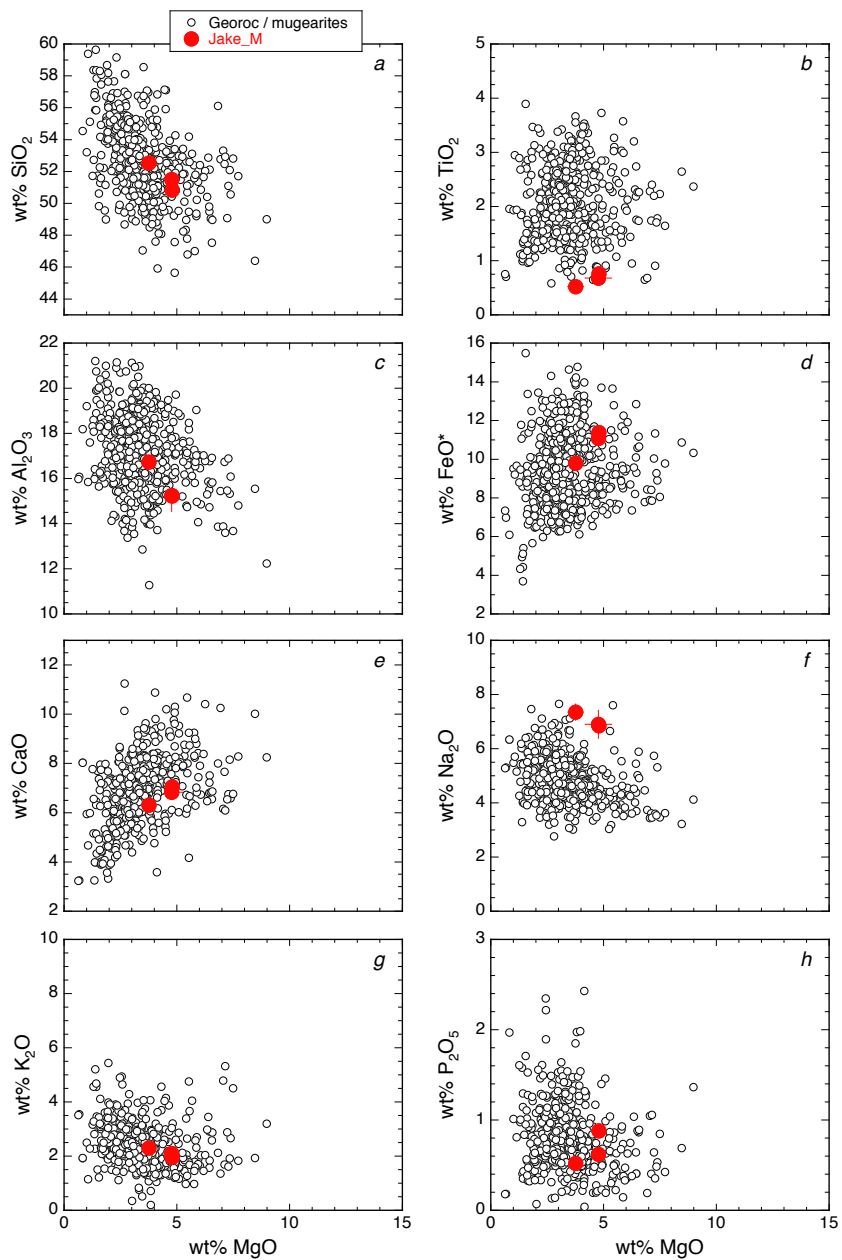 Georoc / mugearites
Jake_M
60
58
56
54
52
50
48
46
44
wt% SiO2
a
5
4
3
2
1
0
wt% TiO2
b
22
20
18
16
14
12
10
wt% Al2O3
c
16
14
12
10
8
6
4
2
wt% FeO*
d
12
10
8
6
4
2
wt% CaO
e
10
8
6
4
2
0
wt% Na2O
f
10
8
6
4
2
0
wt% K2O
g
0 5 10 15
wt% MgO
3
2
1
0
wt% P2O5
h
0 5 10 15
wt% MgO